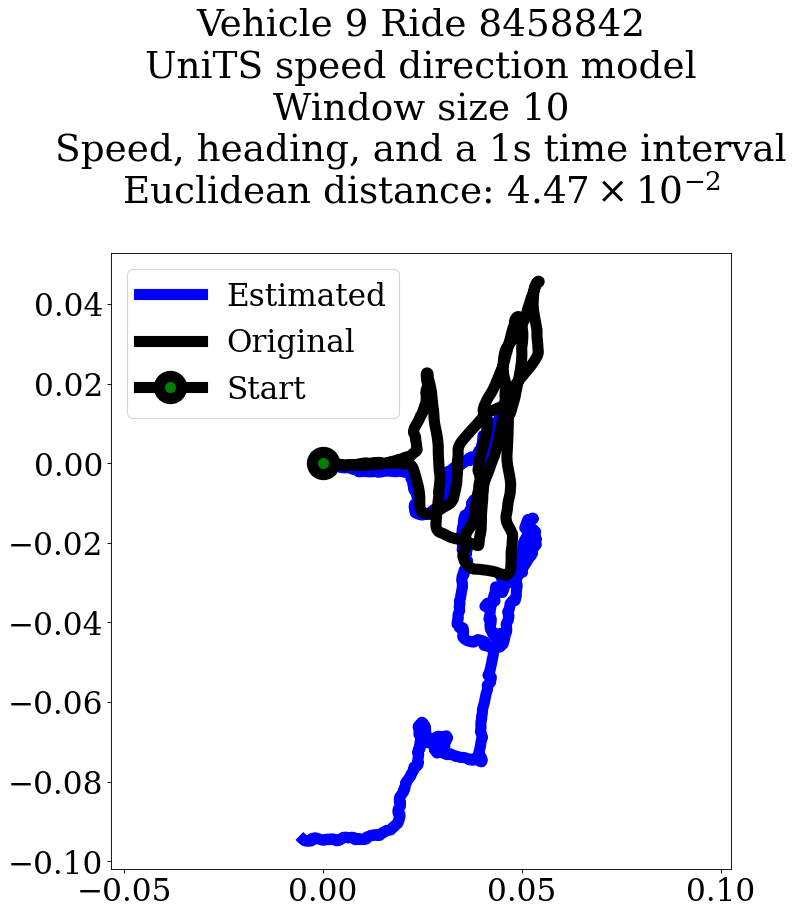 Vehicle 9 Ride 8458842
UniTS speed direction model
Window size 10
Speed, heading, and a 1s time interval
Euclidean distance: 4.47 × 10⁻²
Estimated
Original
Start
0.04
0.02
0.00
−0.02
−0.04
−0.06
−0.08
−0.10
−0.05
0.00
0.05
0.10